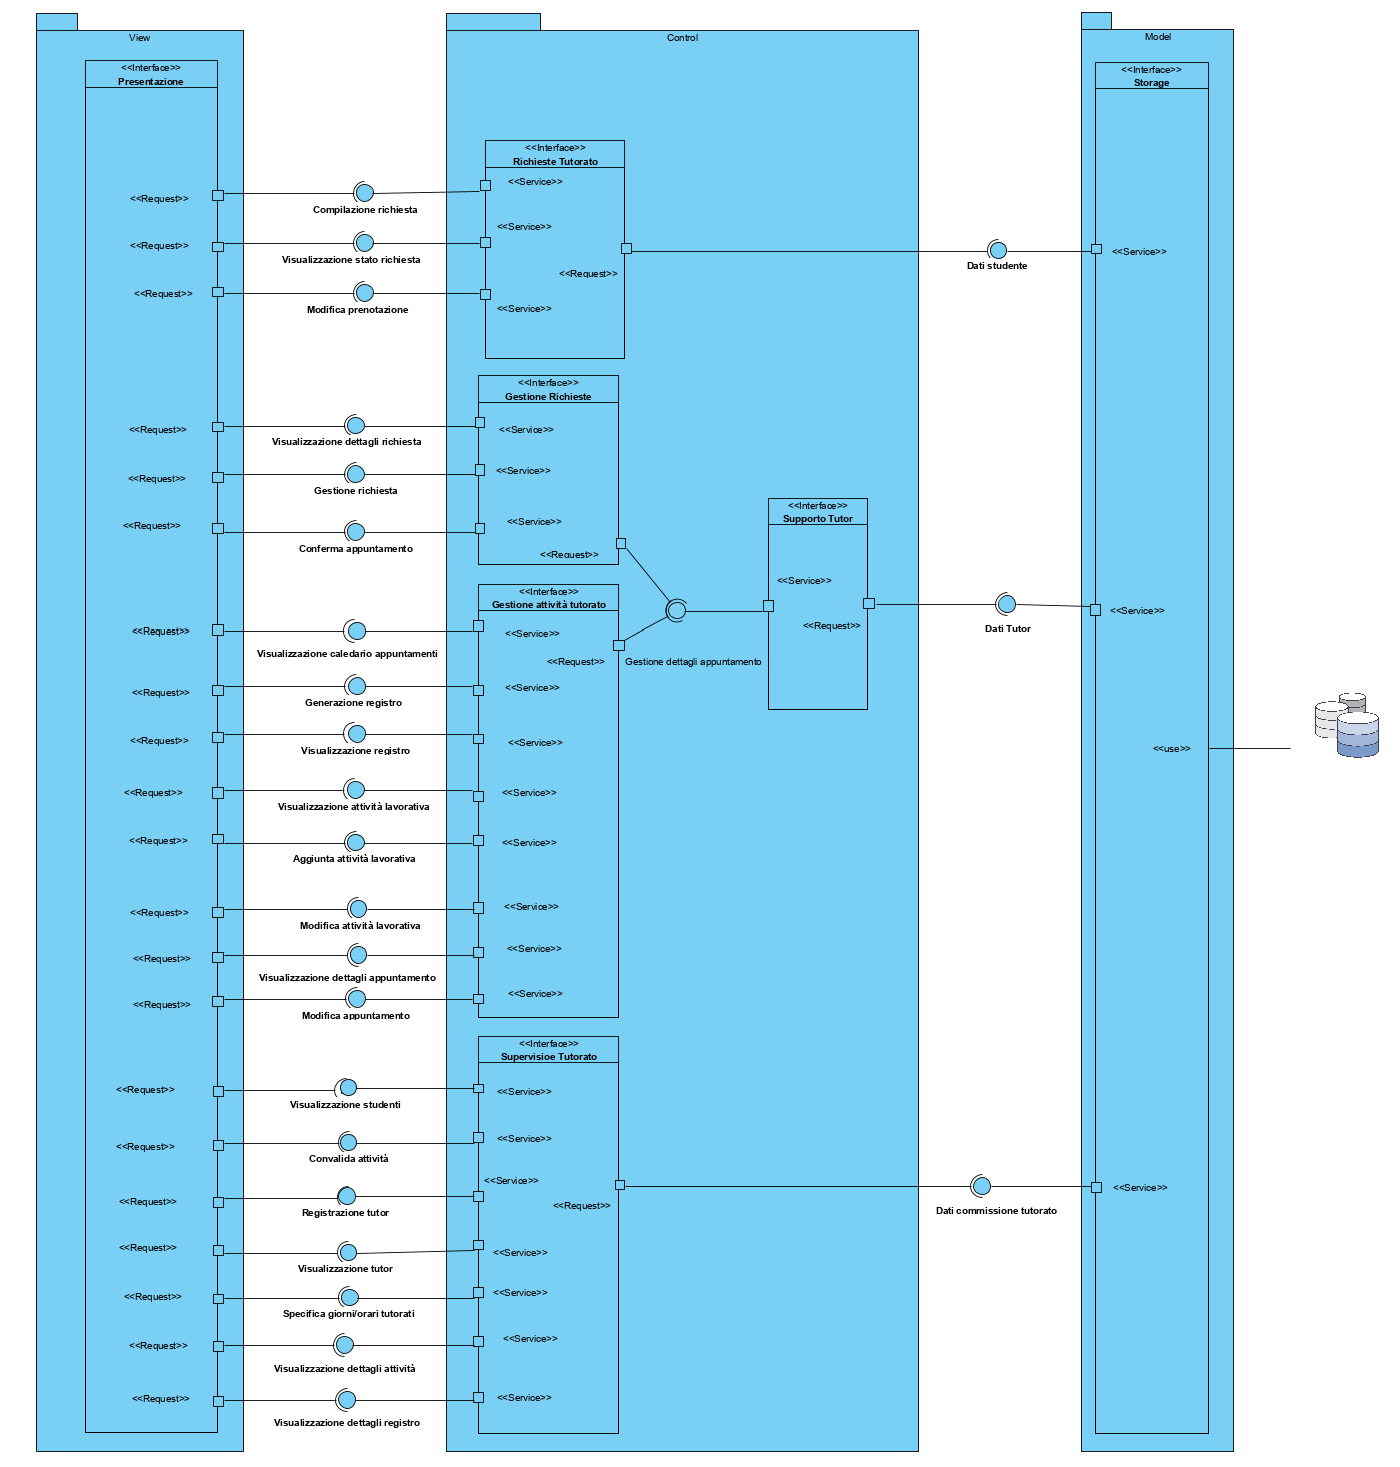 View
Control
Model
<<Interface>>
Presentazione
<<Interface>>
Storage
<<Interface>>
Richieste Tutorato
<<Request>>
Compilazione richiesta
<<Service>>
<<Request>>
Visualizzazione stato richiesta
<<Service>>
<<Request>>
Dati studente
<<Service>>
<<Request>>
Modifica prenotazione
<<Service>>
<<Interface>>
Gestione Richieste
<<Request>>
Visualizzazione dettagli richiesta
<<Service>>
<<Request>>
Gestione richiesta
<<Service>>
<<Request>>
Conferma appuntamento
<<Service>>
<<Request>>
<<Interface>>
Supporto Tutor
<<Service>>
<<Request>>
Dati Tutor
<<Service>>
<<Interface>>
Gestione attività tutorato
<<Request>>
Visualizzazione caledario appuntamenti
<<Service>>
<<Request>>
Gestione dettagli appuntamento
<<Request>>
Generazione registro
<<Service>>
<<Request>>
Visualizzazione registro
<<Service>>
<<use>>
<<Request>>
Visualizzazione attività lavorativa
<<Service>>
<<Request>>
Aggiunta attività lavorativa
<<Service>>
<<Request>>
Modifica attività lavorativa
<<Service>>
<<Request>>
Visualizzazione dettagli appuntamento
<<Service>>
<<Request>>
Modifica appuntamento
<<Service>>
<<Interface>>
Supervisioe Tutorato
<<Request>>
Visualizzazione studenti
<<Service>>
<<Request>>
Convalida attività
<<Service>>
<<Request>>
Registrazione tutor
<<Service>>
<<Request>>
Dati commissione tutorato
<<Service>>
<<Request>>
Visualizzazione tutor
<<Service>>
<<Request>>
Specifica giorni/orari tutorati
<<Service>>
<<Request>>
Visualizzazione dettagli attività
<<Service>>
<<Request>>
Visualizzazione dettagli registro
<<Service>>